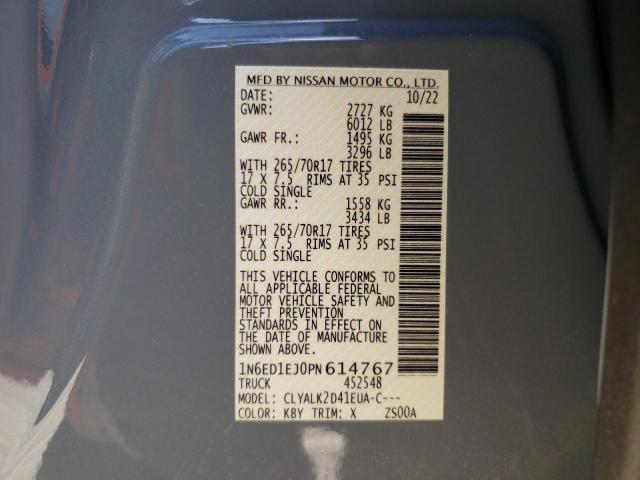 MFD BY NISSAN MOTOR CO., LTD.
DATE: 10/22
GVWR: 2727 KG
6012 LB
GAWR FR.: 1495 KG
3296 LB
WITH 265/70R17 TIRES
17 X 7.5 RIMS AT 35 PSI
COLD SINGLE
GAWR RR.: 1558 KG
3434 LB
WITH 265/70R17 TIRES
17 X 7.5 RIMS AT 35 PSI
COLD SINGLE
THIS VEHICLE CONFORMS TO
ALL APPLICABLE FEDERAL
MOTOR VEHICLE SAFETY AND
THEFT PREVENTION
STANDARDS IN EFFECT ON
THE DATE OF MANUFACTURE
SHOWN ABOVE.
1N6ED1EJ0PN614767
TRUCK 452548
MODEL: CLYALK2D41EUA-C---
COLOR: KBY TRIM: X ZS00A